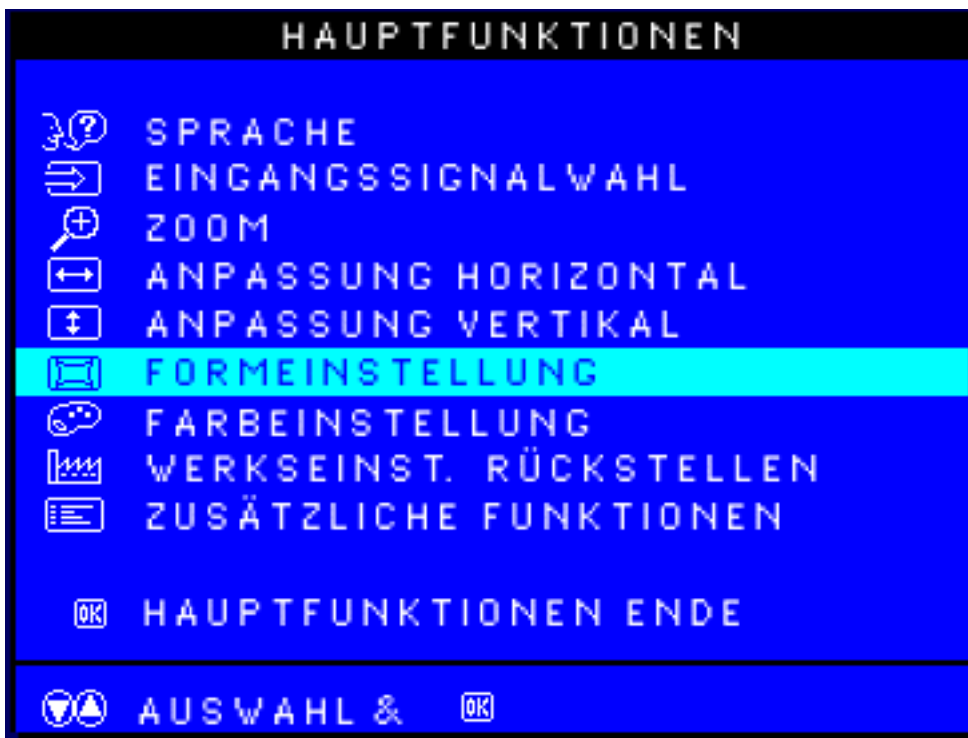 HAUPTFUNKTIONEN
SPRACHE
EINGANGSSIGNALWAHL
ZOOM
ANPASSUNG HORIZONTAL
ANPASSUNG VERTIKAL
FORMEINSTELLUNG
FARBEINSTELLUNG
WERKSEINST. RÜCKSTELLEN
ZUSÄTZLICHE FUNKTIONEN
OK HAUPTFUNKTIONEN ENDE
AUSWAHL & OK